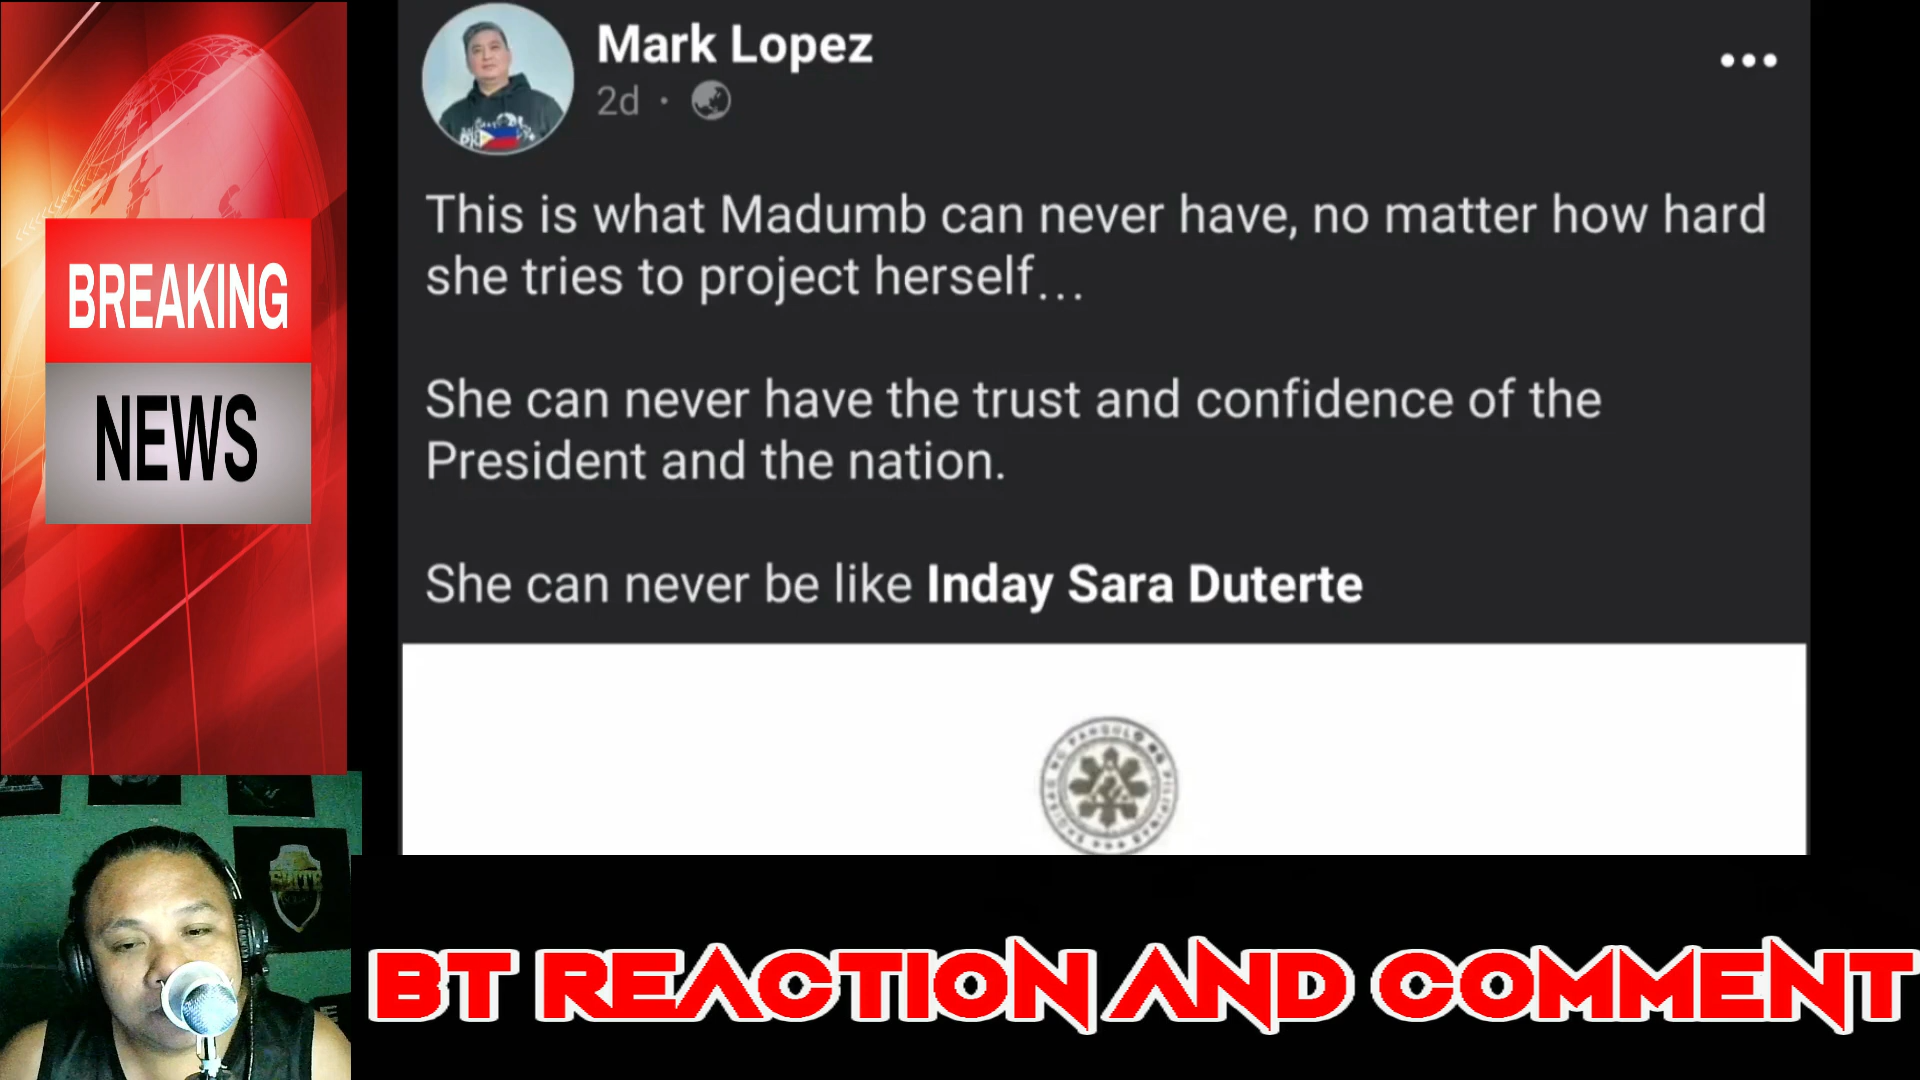 Mark Lopez
2d
This is what Madumb can never have, no matter how hard
she tries to project herself...
She can never have the trust and confidence of the
President and the nation.
She can never be like Inday Sara Duterte
BREAKING
NEWS
BT REACTION AND COMMENT